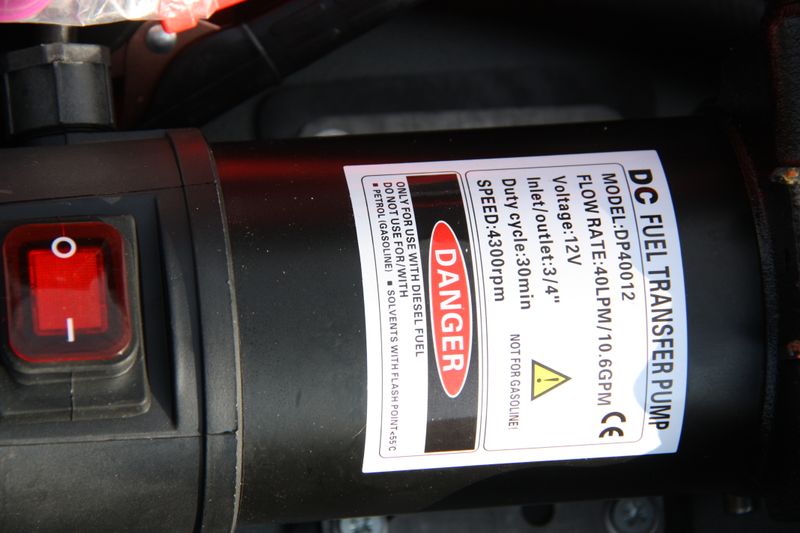 DC FUEL TRANSFER PUMP
MODEL:DP40012
FLOW RATE:40LPM/10.6GPM
Voltage:12V
Inlet/outlet:3/4"
Duty cycle:30min
SPEED:4300rpm
CE
NOT FOR GASOLINE!
DANGER
ONLY FOR USE WITH DIESEL FUEL
DO NOT USE FOR/WITH
▪ PETROL(GASOLINE) ▪ SOLVENTS WITH FLASH POINT<55°C